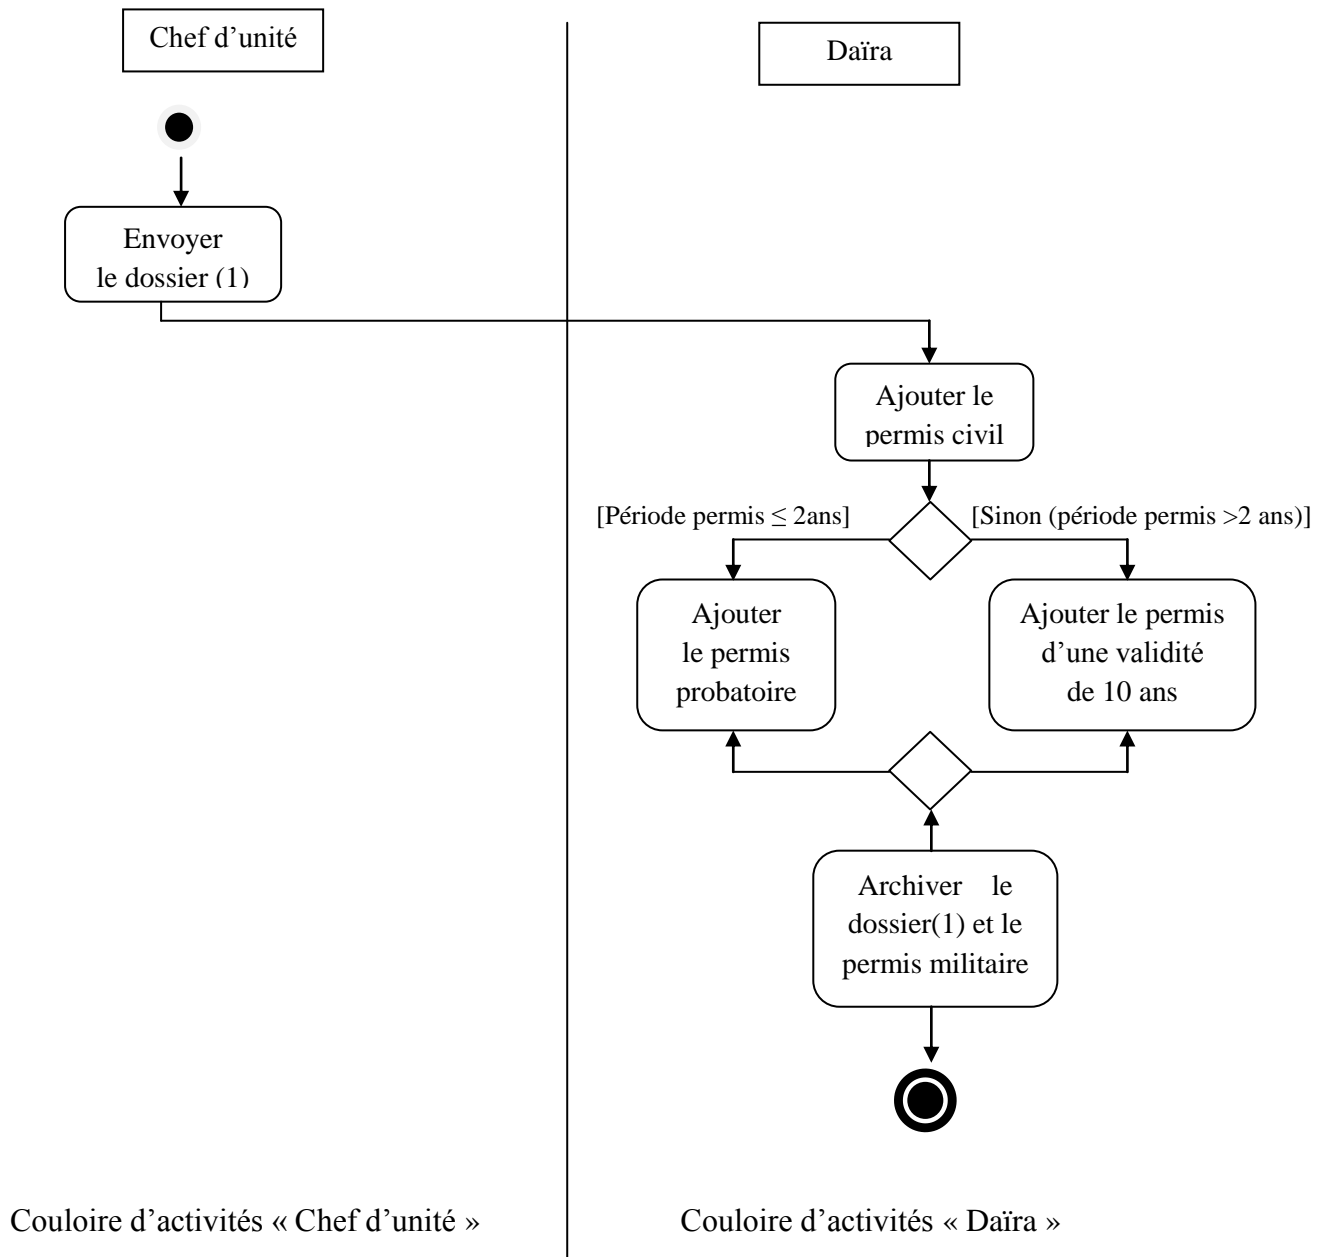 Chef d’unité
Daïra
Envoyer
le dossier (1)
Ajouter le
permis civil
[Période permis ≤ 2ans]
[Sinon (période permis >2 ans)]
Ajouter
le permis
probatoire
Ajouter le permis
d’une validité
de 10 ans
Archiver le
dossier(1) et le
permis militaire
Couloire d’activités « Chef d’unité »
Couloire d’activités « Daïra »